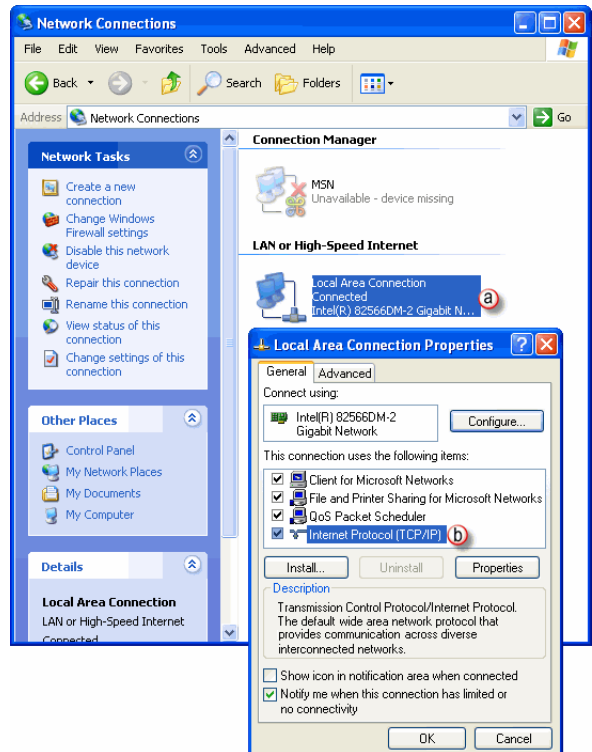 Network Connections
File Edit View Favorites Tools Advanced Help
Back Search Folders
Address Network Connections Go
Network Tasks
Create a new
connection
Change Windows
Firewall settings
Disable this network
device
Repair this connection
Rename this connection
View status of this
connection
Change settings of this
connection
Other Places
Control Panel
My Network Places
My Documents
My Computer
Details
Local Area Connection
LAN or High-Speed Internet
Connected
Connection Manager
MSN
Unavailable - device missing
LAN or High-Speed Internet
Local Area Connection
Connected
Intel(R) 82566DM-2 Gigabit N...
a
Local Area Connection Properties
General Advanced
Connect using:
Intel(R) 82566DM-2
Gigabit Network
Configure...
This connection uses the following items:
Client for Microsoft Networks
File and Printer Sharing for Microsoft Networks
QoS Packet Scheduler
Internet Protocol (TCP/IP) b
Install... Uninstall Properties
Description
Transmission Control Protocol/Internet Protocol.
The default wide area network protocol that
provides communication across diverse
interconnected networks.
Show icon in notification area when connected
Notify me when this connection has limited or
no connectivity
OK Cancel